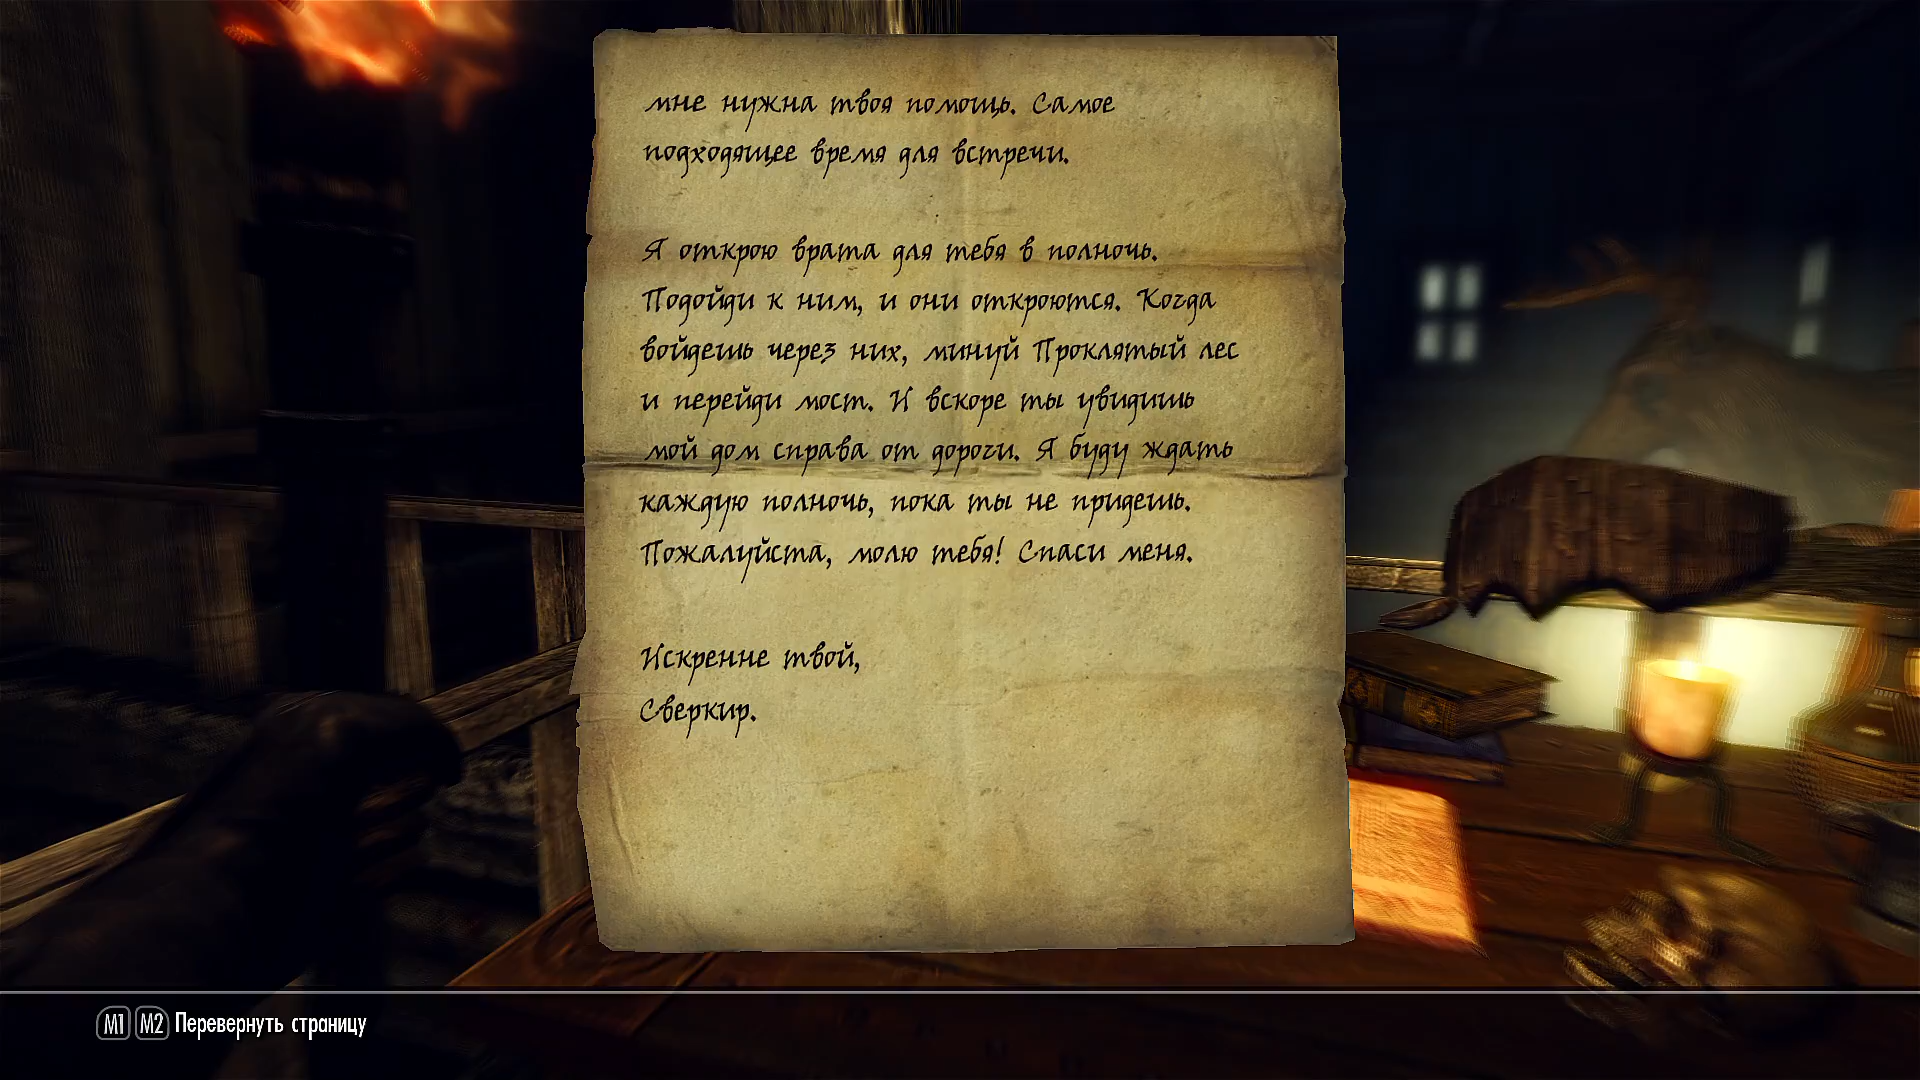 мне нужна твоя помощь. Самое
подходящее время для встречи.
Я открою врата для тебя в полночь.
Подойди к ним, и они откроются. Когда
войдешь через них, минуй Проклятый лес
и перейди мост. И вскоре ты увидишь
мой дом справа от дороги. Я буду ждать
каждую полночь, пока ты не придешь.
Пожалуйста, молю тебя! Спаси меня.
Искренне твой,
Сверкир.
M1 M2 Перевернуть страницу